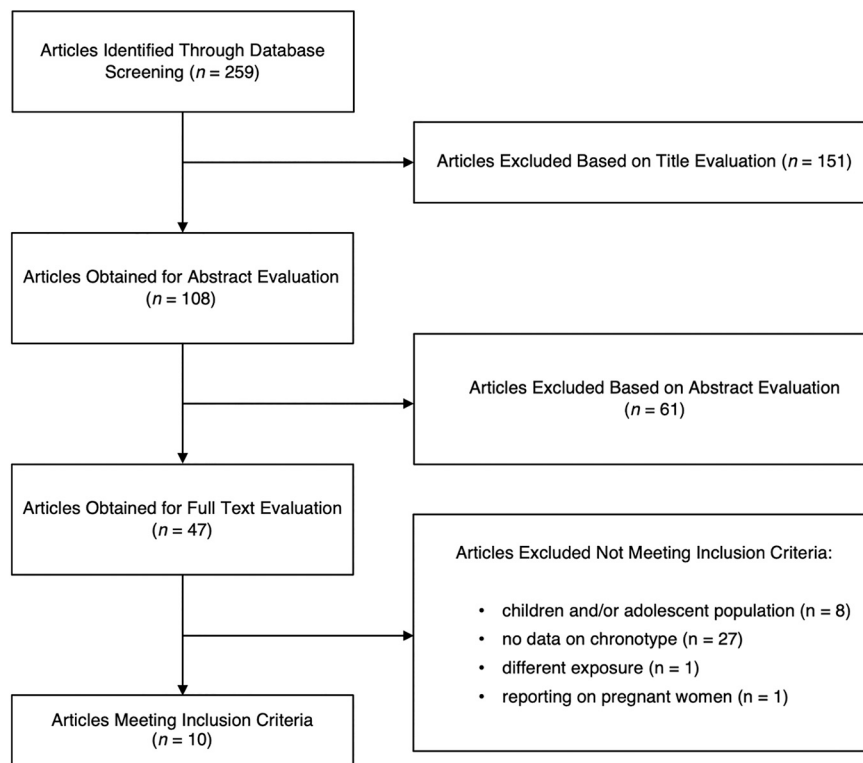 Articles Identified Through Database
Screening (n = 259)
Articles Excluded Based on Title Evaluation (n = 151)
Articles Obtained for Abstract Evaluation
(n = 108)
Articles Excluded Based on Abstract Evaluation
(n = 61)
Articles Obtained for Full Text Evaluation
(n = 47)
Articles Excluded Not Meeting Inclusion Criteria:
• children and/or adolescent population (n = 8)
• no data on chronotype (n = 27)
• different exposure (n = 1)
• reporting on pregnant women (n = 1)
Articles Meeting Inclusion Criteria
(n = 10)